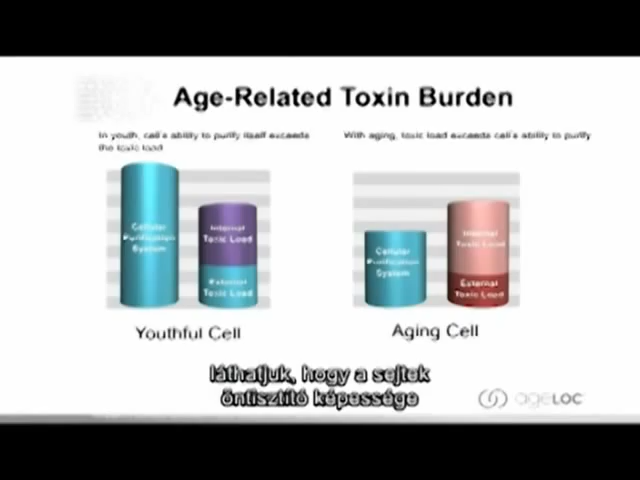 Age-Related Toxin Burden
In youth, cell's ability to purify itself exceeds
the toxic load
With aging, toxic load exceeds cell's ability to purify
Cellular
Purification
System
Internal
Toxic Load
External
Toxic Load
Youthful Cell
Cellular
Purification
System
Internal
Toxic Load
External
Toxic Load
Aging Cell
láthatjuk, hogy a sejtek
öntisztító képessége
ageLOC